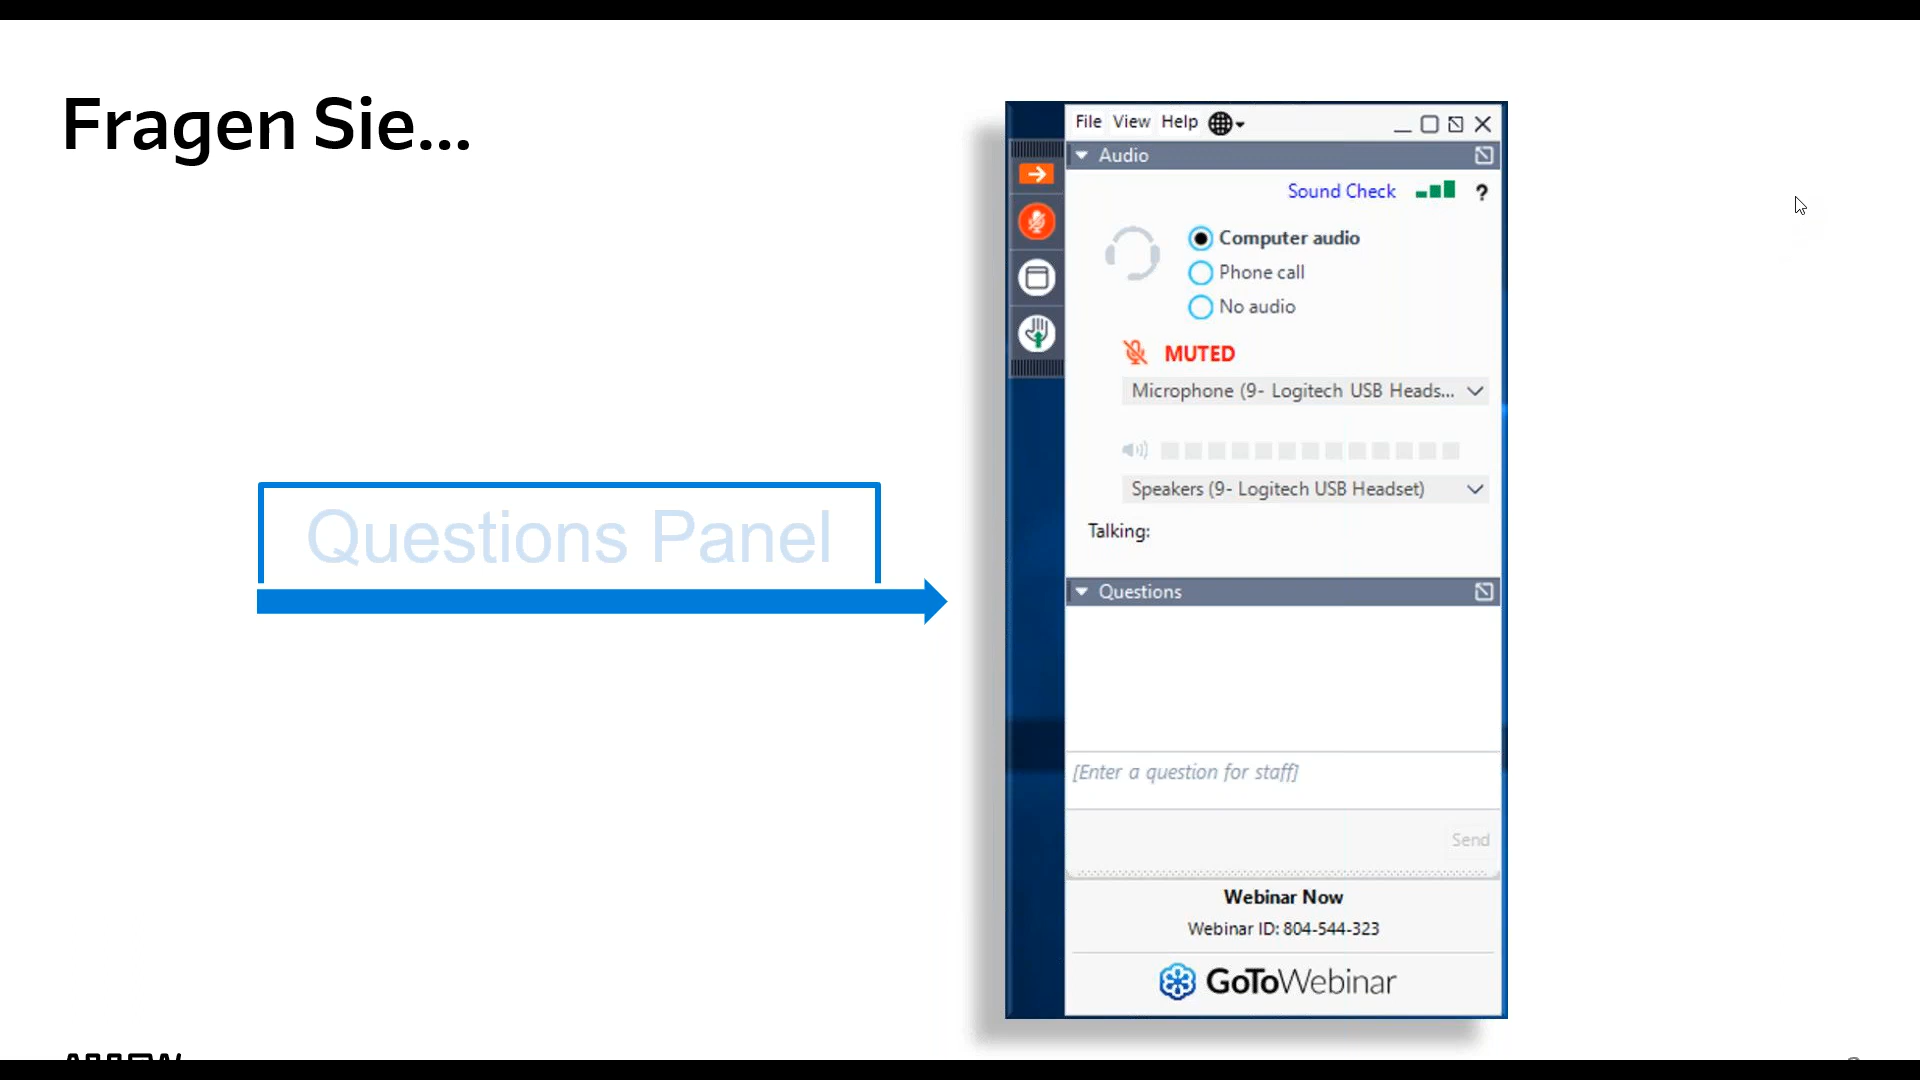 Fragen Sie...
Questions Panel
File View Help
Audio
Sound Check
?
Computer audio
Phone call
No audio
MUTED
Microphone (9- Logitech USB Heads...
Speakers (9- Logitech USB Headset)
Talking:
Questions
[Enter a question for staff]
Send
Webinar Now
Webinar ID: 804-544-323
GoToWebinar